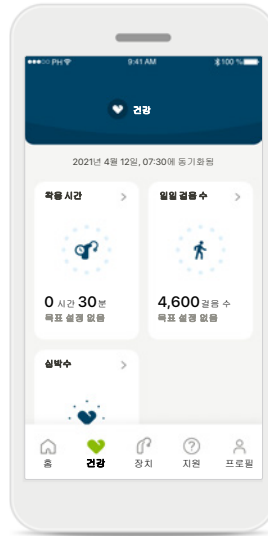 PH 9:41 AM 100 %
건강
2021년 4월 12일, 07:30에 동기화됨
착용 시간
일일 걸음 수
0 시간 30분
4,600 걸음 수
목표 설정 없음
목표 설정 없음
심박수
홈 건강 장치 지원 프로필